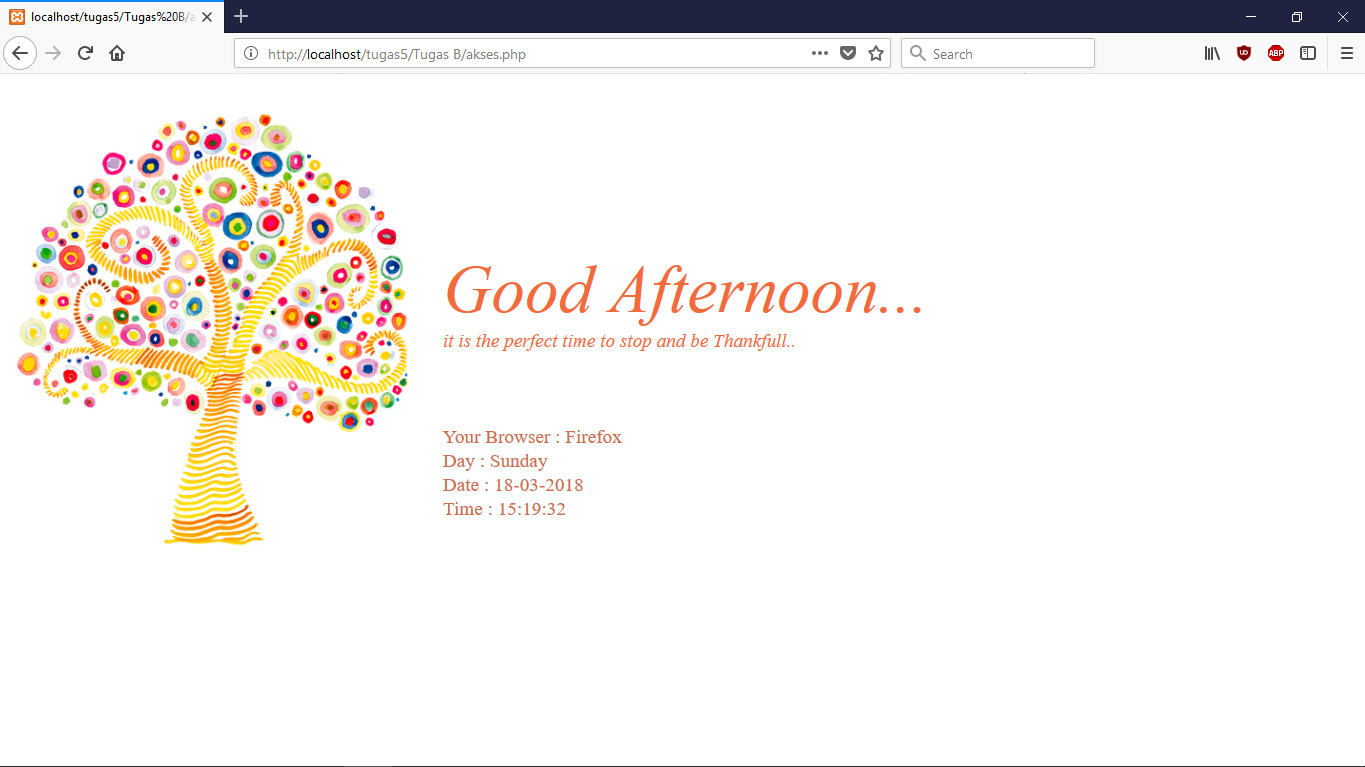 localhost/tugas5/Tugas%20B/a
http://localhost/tugas5/Tugas B/akses.php
Search
UO
ABP
Good Afternoon...
it is the perfect time to stop and be Thankfull..
Your Browser : Firefox
Day : Sunday
Date : 18-03-2018
Time : 15:19:32